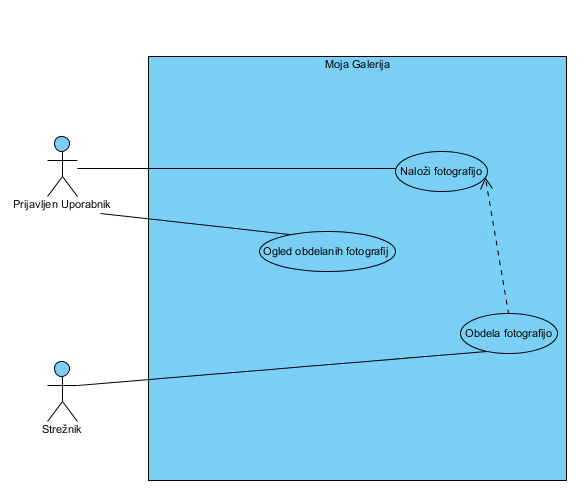 Moja Galerija
Naloži fotografijo
Prijavljen Uporabnik
Ogled obdelanih fotografij
Obdela fotografijo
Strežnik